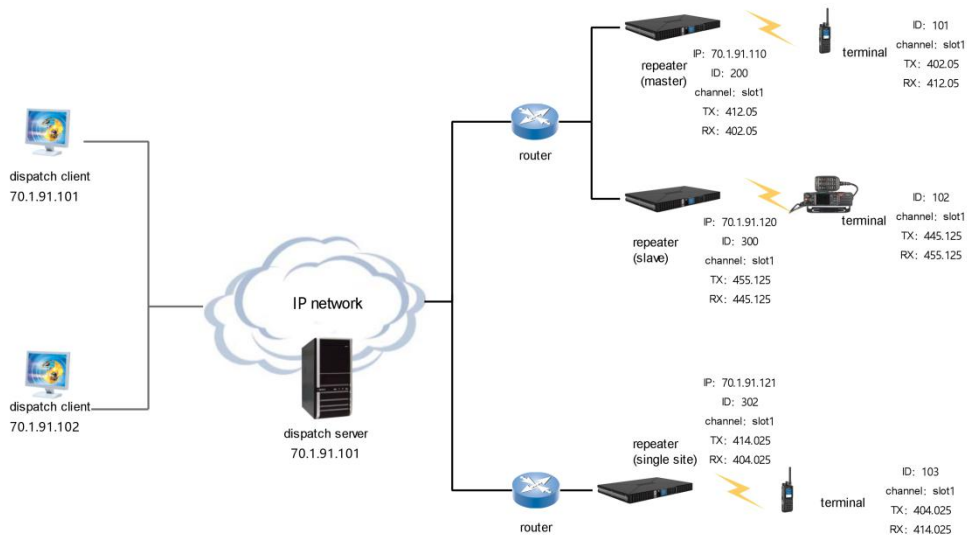 dispatch client
70.1.91.101
dispatch client
70.1.91.102
IP network
dispatch server
70.1.91.101
router
repeater
(master)
IP: 70.1.91.110
ID: 200
channel: slot1
TX: 412.05
RX: 402.05
terminal
ID: 101
channel: slot1
TX: 402.05
RX: 412.05
repeater
(slave)
IP: 70.1.91.120
ID: 300
channel: slot1
TX: 455.125
RX: 445.125
terminal
ID: 102
channel: slot1
TX: 445.125
RX: 455.125
router
repeater
(single site)
IP: 70.1.91.121
ID: 302
channel: slot1
TX: 414.025
RX: 404.025
terminal
ID: 103
channel: slot1
TX: 404.025
RX: 414.025